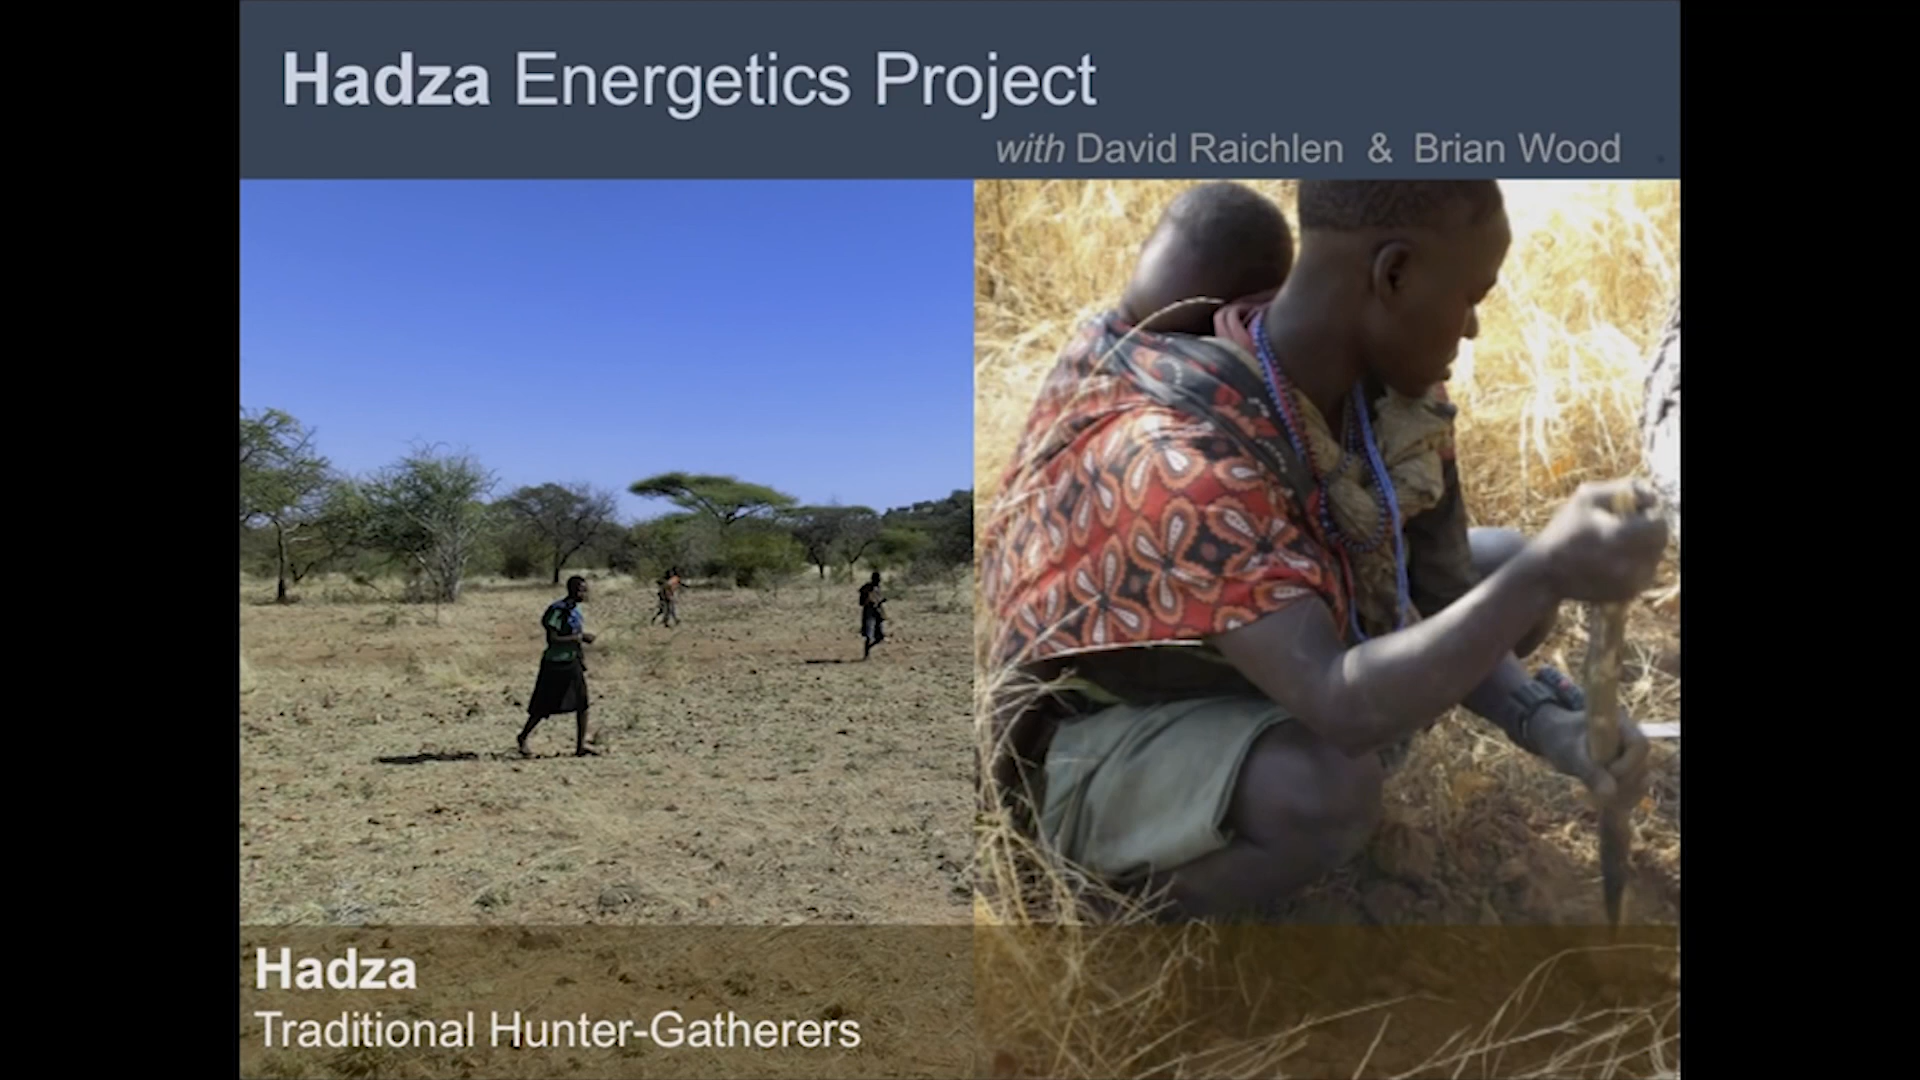 Hadza Energetics Project
with David Raichlen & Brian Wood
Hadza
Traditional Hunter-Gatherers